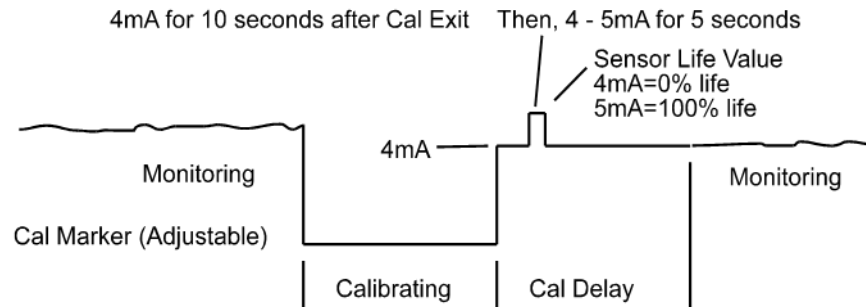 4mA for 10 seconds after Cal Exit Then, 4 - 5mA for 5 seconds
Sensor Life Value
4mA=0% life
5mA=100% life
4mA
Monitoring
Monitoring
Cal Marker (Adjustable)
Calibrating
Cal Delay